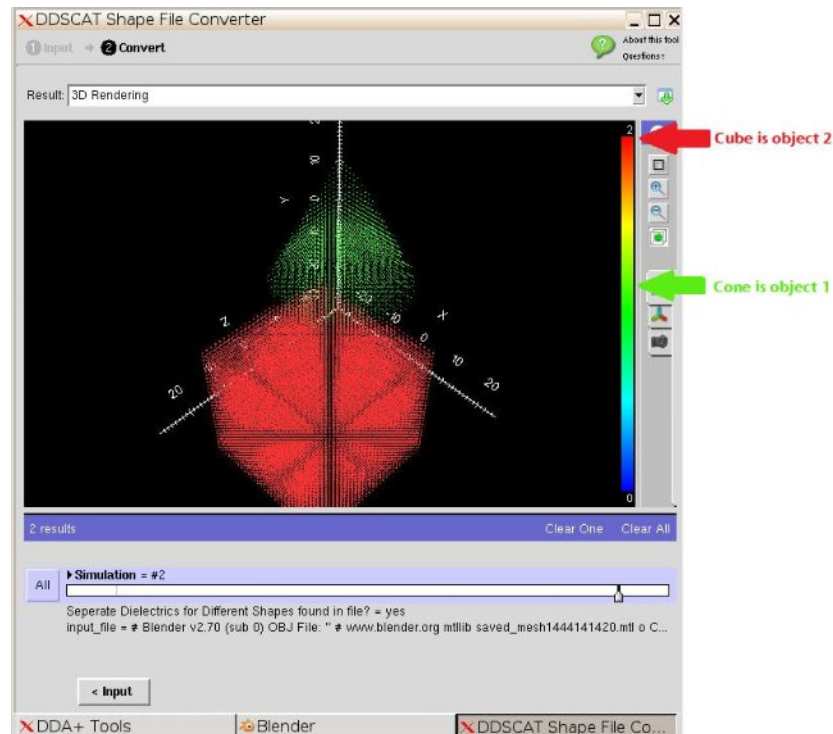 DDSCAT Shape File Converter
1 Input → 2 Convert
About this tool
Questions?
Result: 3D Rendering
2
Cube is object 2
10
Y
0
Cone is object 1
Z
X
-10
0
10
20
20
0
2 results
Clear One Clear All
All
Simulation = #2
Seperate Dielectrics for Different Shapes found in file? = yes
input_file = # Blender v2.70 (sub 0) OBJ File: '' # www.blender.org mtllib saved_mesh1444141420.mtl o C...
< Input
DDA+ Tools
Blender
DDSCAT Shape File Co...